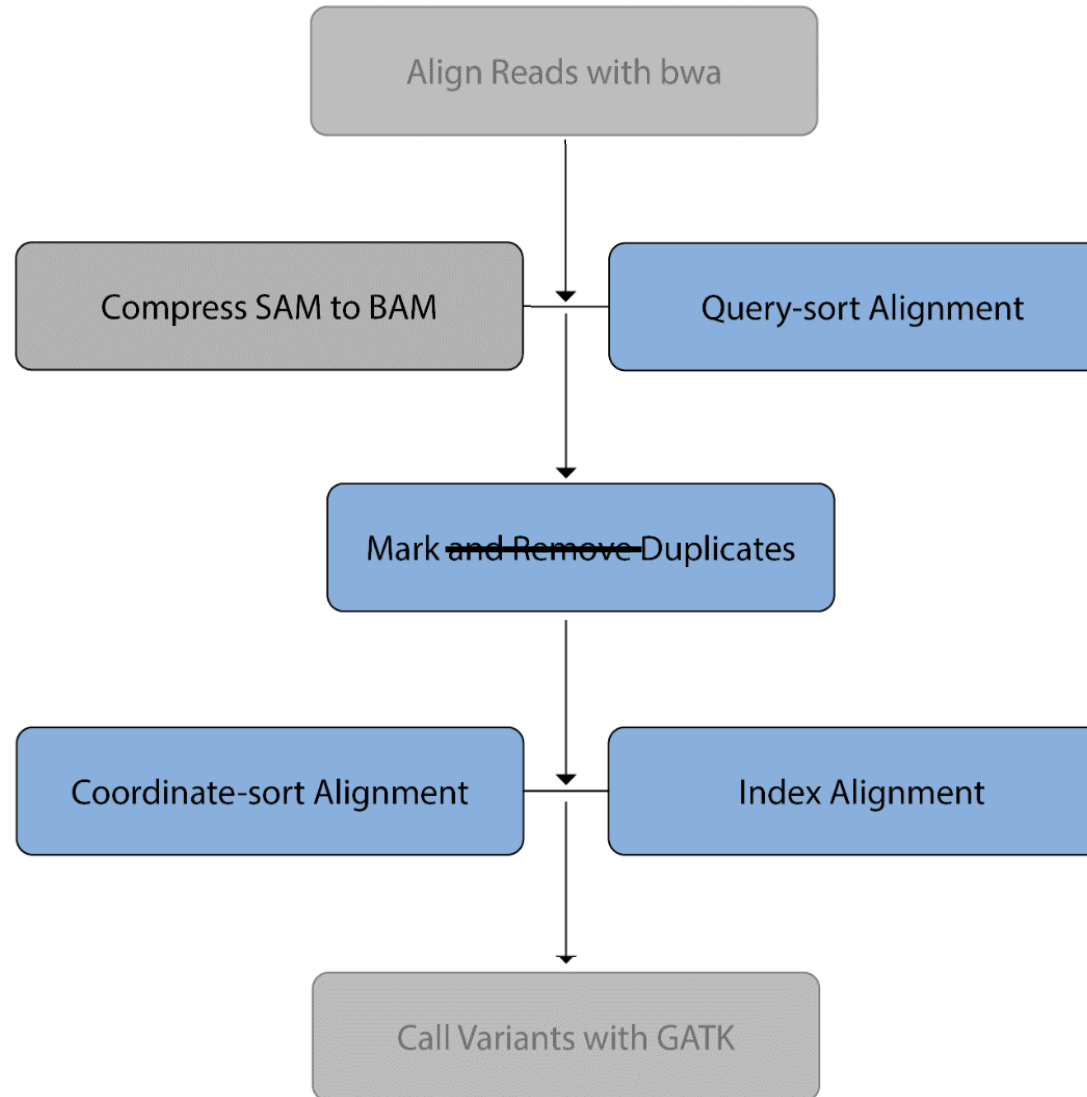 Align Reads with bwa
Compress SAM to BAM
Query-sort Alignment
Mark and Remove Duplicates
Coordinate-sort Alignment
Index Alignment
Call Variants with GATK